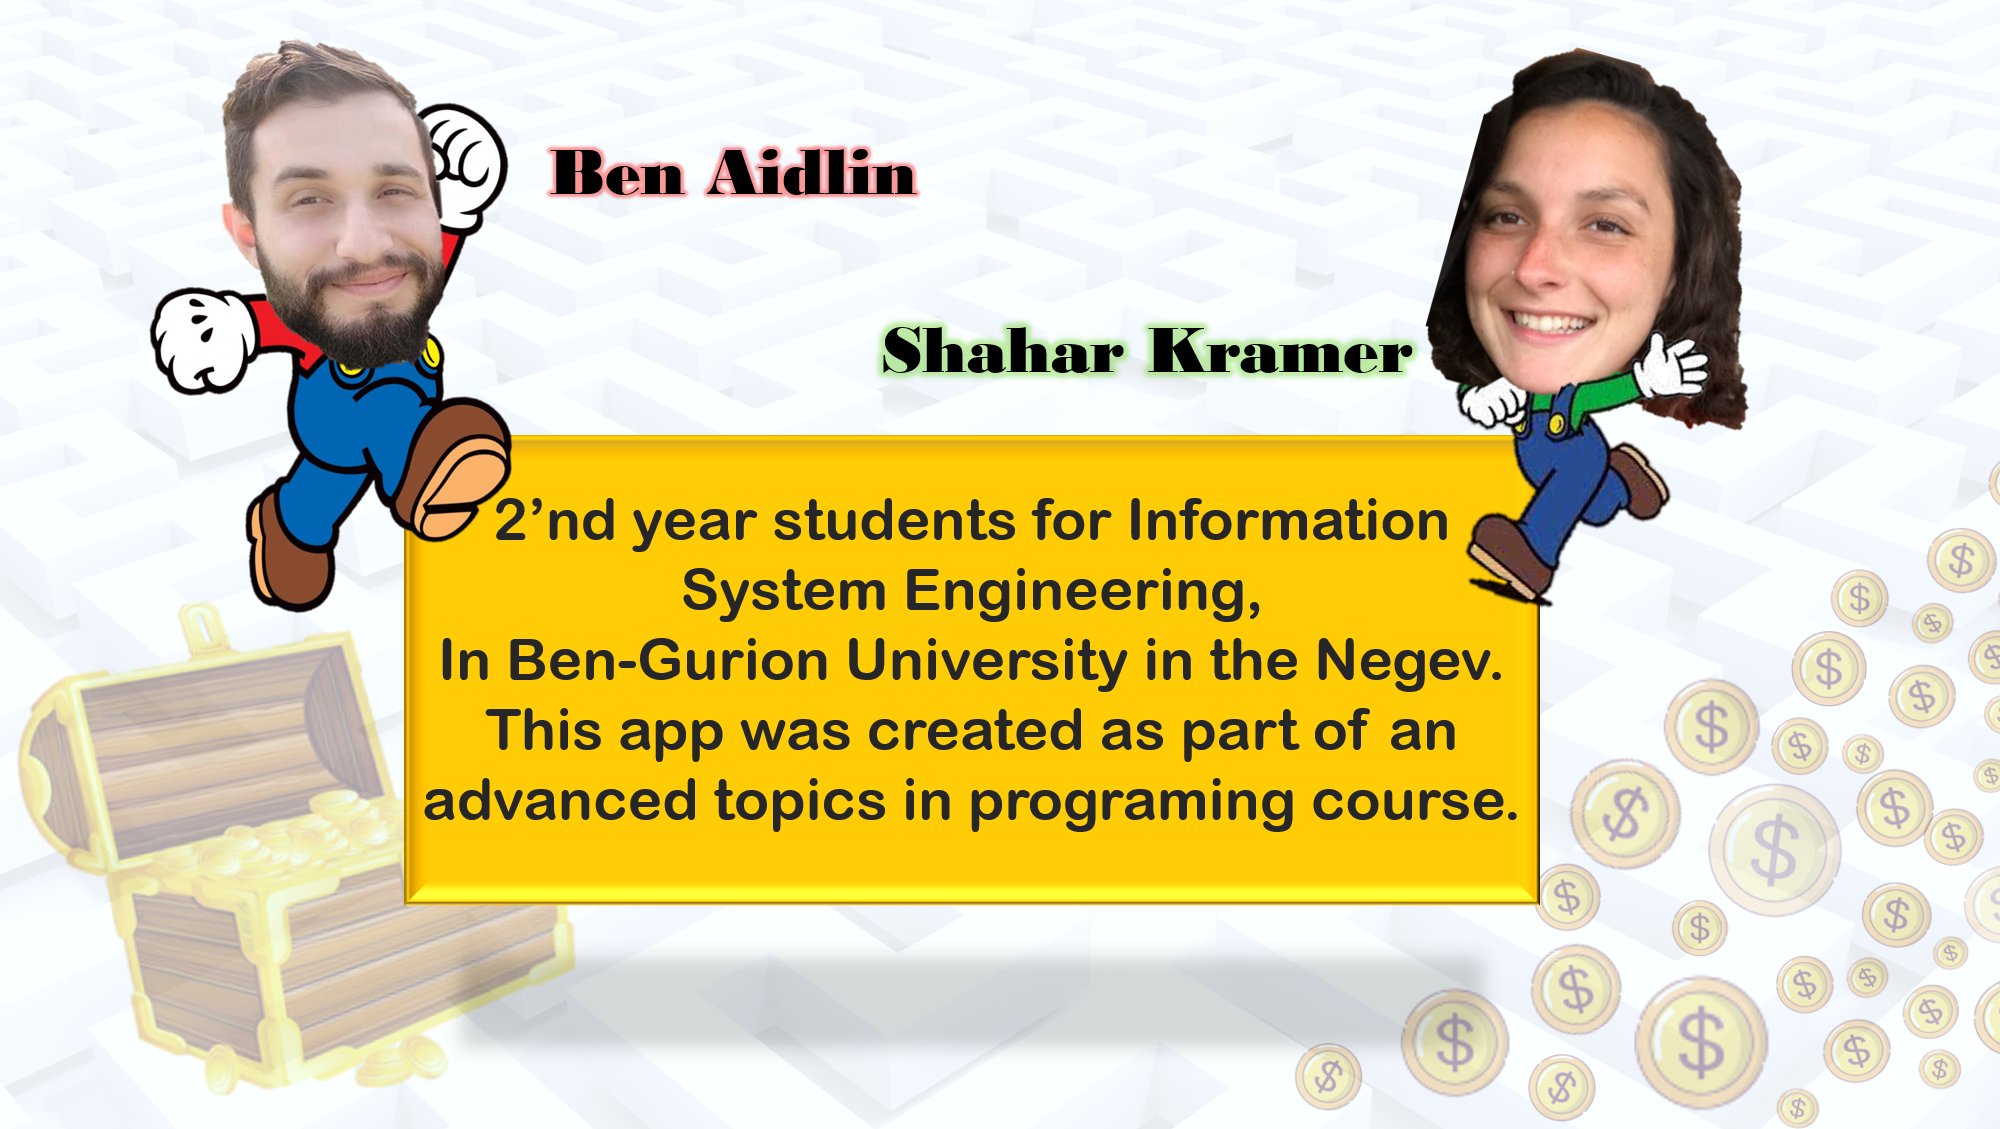 Ben Aidlin
Shahar Kramer
2’nd year students for Information
System Engineering,
In Ben-Gurion University in the Negev.
This app was created as part of an
advanced topics in programing course.